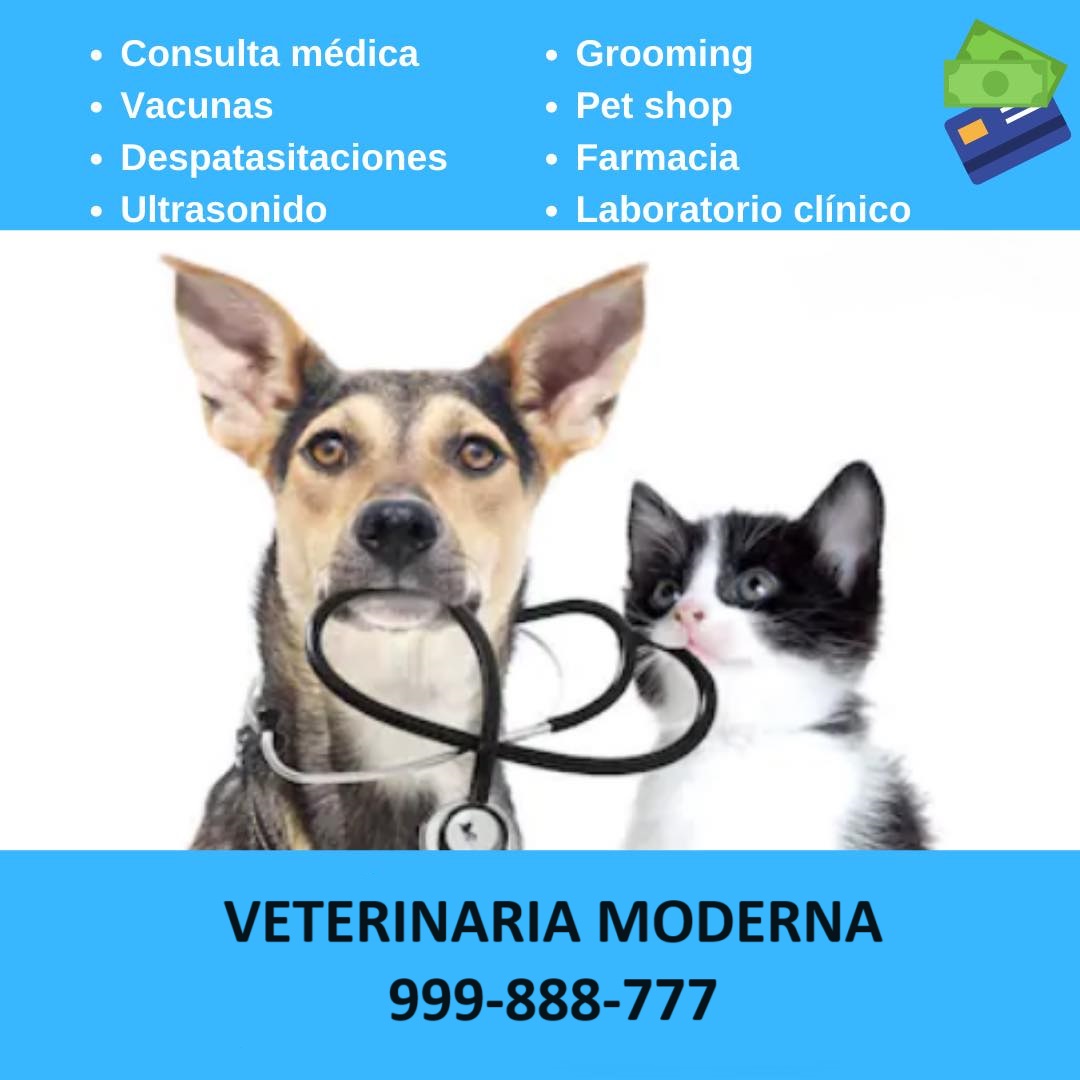 Consulta médica
Vacunas
Despatasitaciones
Ultrasonido
Grooming
Pet shop
Farmacia
Laboratorio clínico
VETERINARIA MODERNA
999-888-777